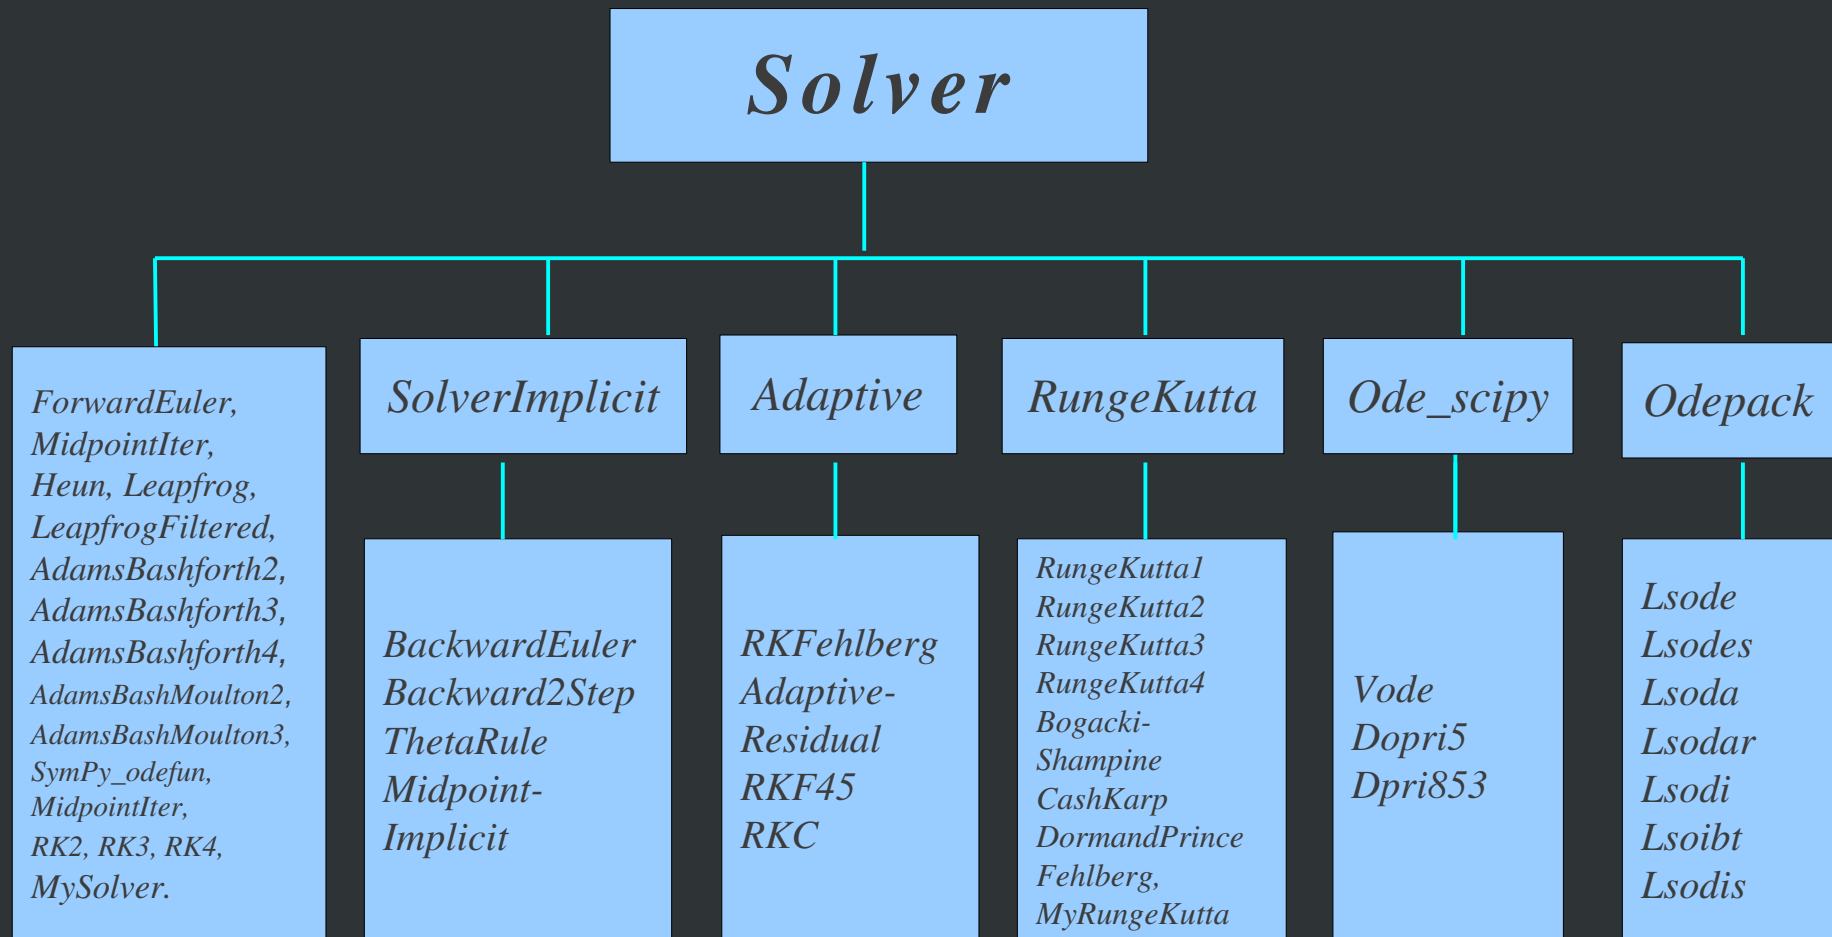 Solver
ForwardEuler,
MidpointIter,
Heun, Leapfrog,
LeapfrogFiltered,
AdamsBashforth2,
AdamsBashforth3,
AdamsBashforth4,
AdamsBashMoulton2,
AdamsBashMoulton3,
SymPy_odefun,
MidpointIter,
RK2, RK3, RK4,
MySolver.
SolverImplicit
BackwardEuler
Backward2Step
ThetaRule
Midpoint-
Implicit
Adaptive
RKFehlberg
Adaptive-
Residual
RKF45
RKC
RungeKutta
RungeKutta1
RungeKutta2
RungeKutta3
RungeKutta4
Bogacki-
Shampine
CashKarp
DormandPrince
Fehlberg,
MyRungeKutta
Ode_scipy
Vode
Dopri5
Dpri853
Odepack
Lsode
Lsodes
Lsoda
Lsodar
Lsodi
Lsoibt
Lsodis